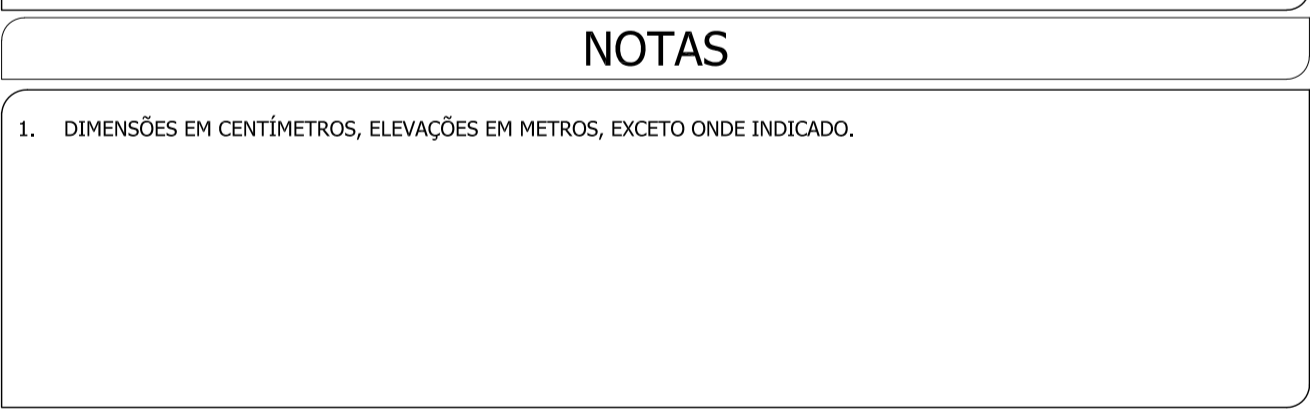 NOTAS
1. DIMENSÕES EM CENTÍMETROS, ELEVAÇÕES EM METROS, EXCETO ONDE INDICADO.